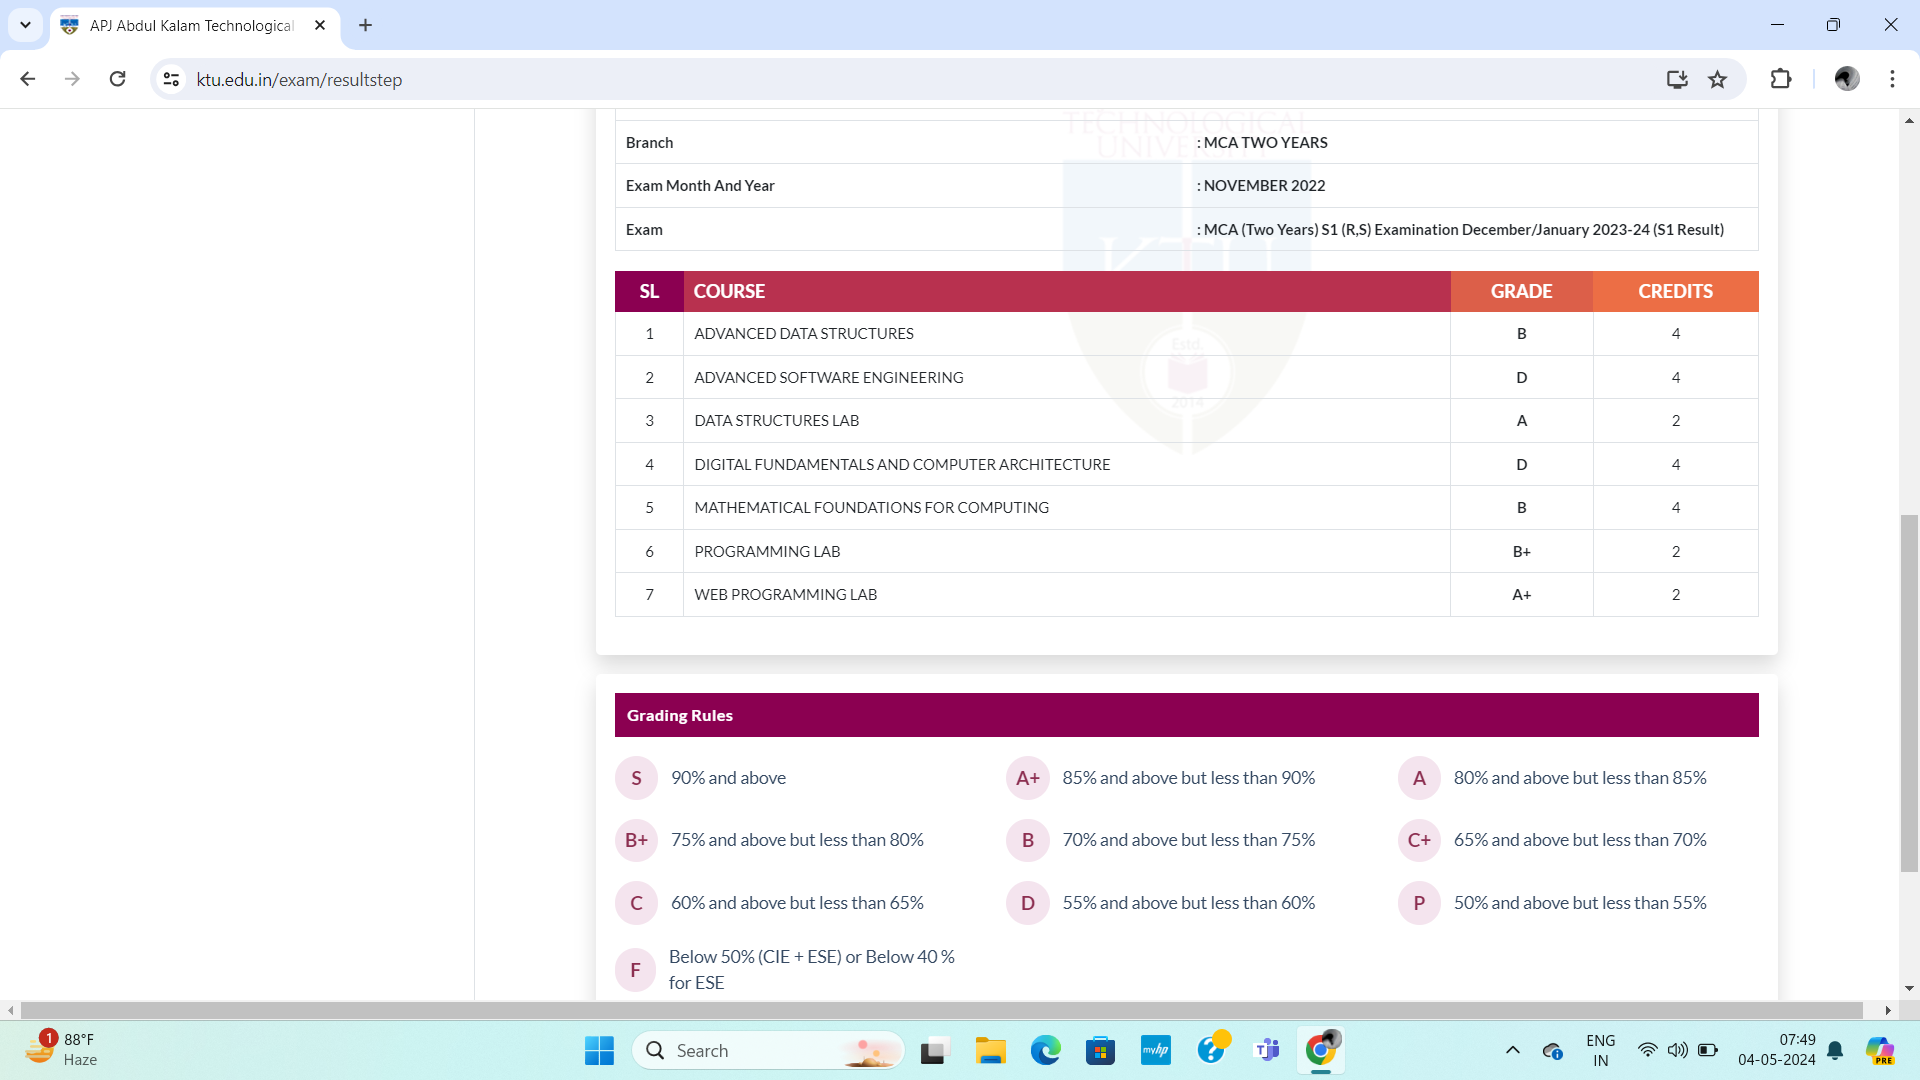 APJ Abdul Kalam Technological
ktu.edu.in/exam/resultstep
TECHNOLOGICAL
UNIVERSITY
Branch : MCA TWO YEARS
Exam Month And Year : NOVEMBER 2022
Exam : MCA (Two Years) S1 (R,S) Examination December/January 2023-24 (S1 Result)
KTU
SL COURSE GRADE CREDITS
1 ADVANCED DATA STRUCTURES B 4
Estd.
2 ADVANCED SOFTWARE ENGINEERING D 4
2014
3 DATA STRUCTURES LAB A 2
4 DIGITAL FUNDAMENTALS AND COMPUTER ARCHITECTURE D 4
5 MATHEMATICAL FOUNDATIONS FOR COMPUTING B 4
6 PROGRAMMING LAB B+ 2
7 WEB PROGRAMMING LAB A+ 2
Grading Rules
S 90% and above A+ 85% and above but less than 90% A 80% and above but less than 85%
B+ 75% and above but less than 80% B 70% and above but less than 75% C+ 65% and above but less than 70%
C 60% and above but less than 65% D 55% and above but less than 60% P 50% and above but less than 55%
F Below 50% (CIE + ESE) or Below 40 %
for ESE
1 88°F
Haze
Search
myhp
ENG
IN
07:49
04-05-2024
PRE